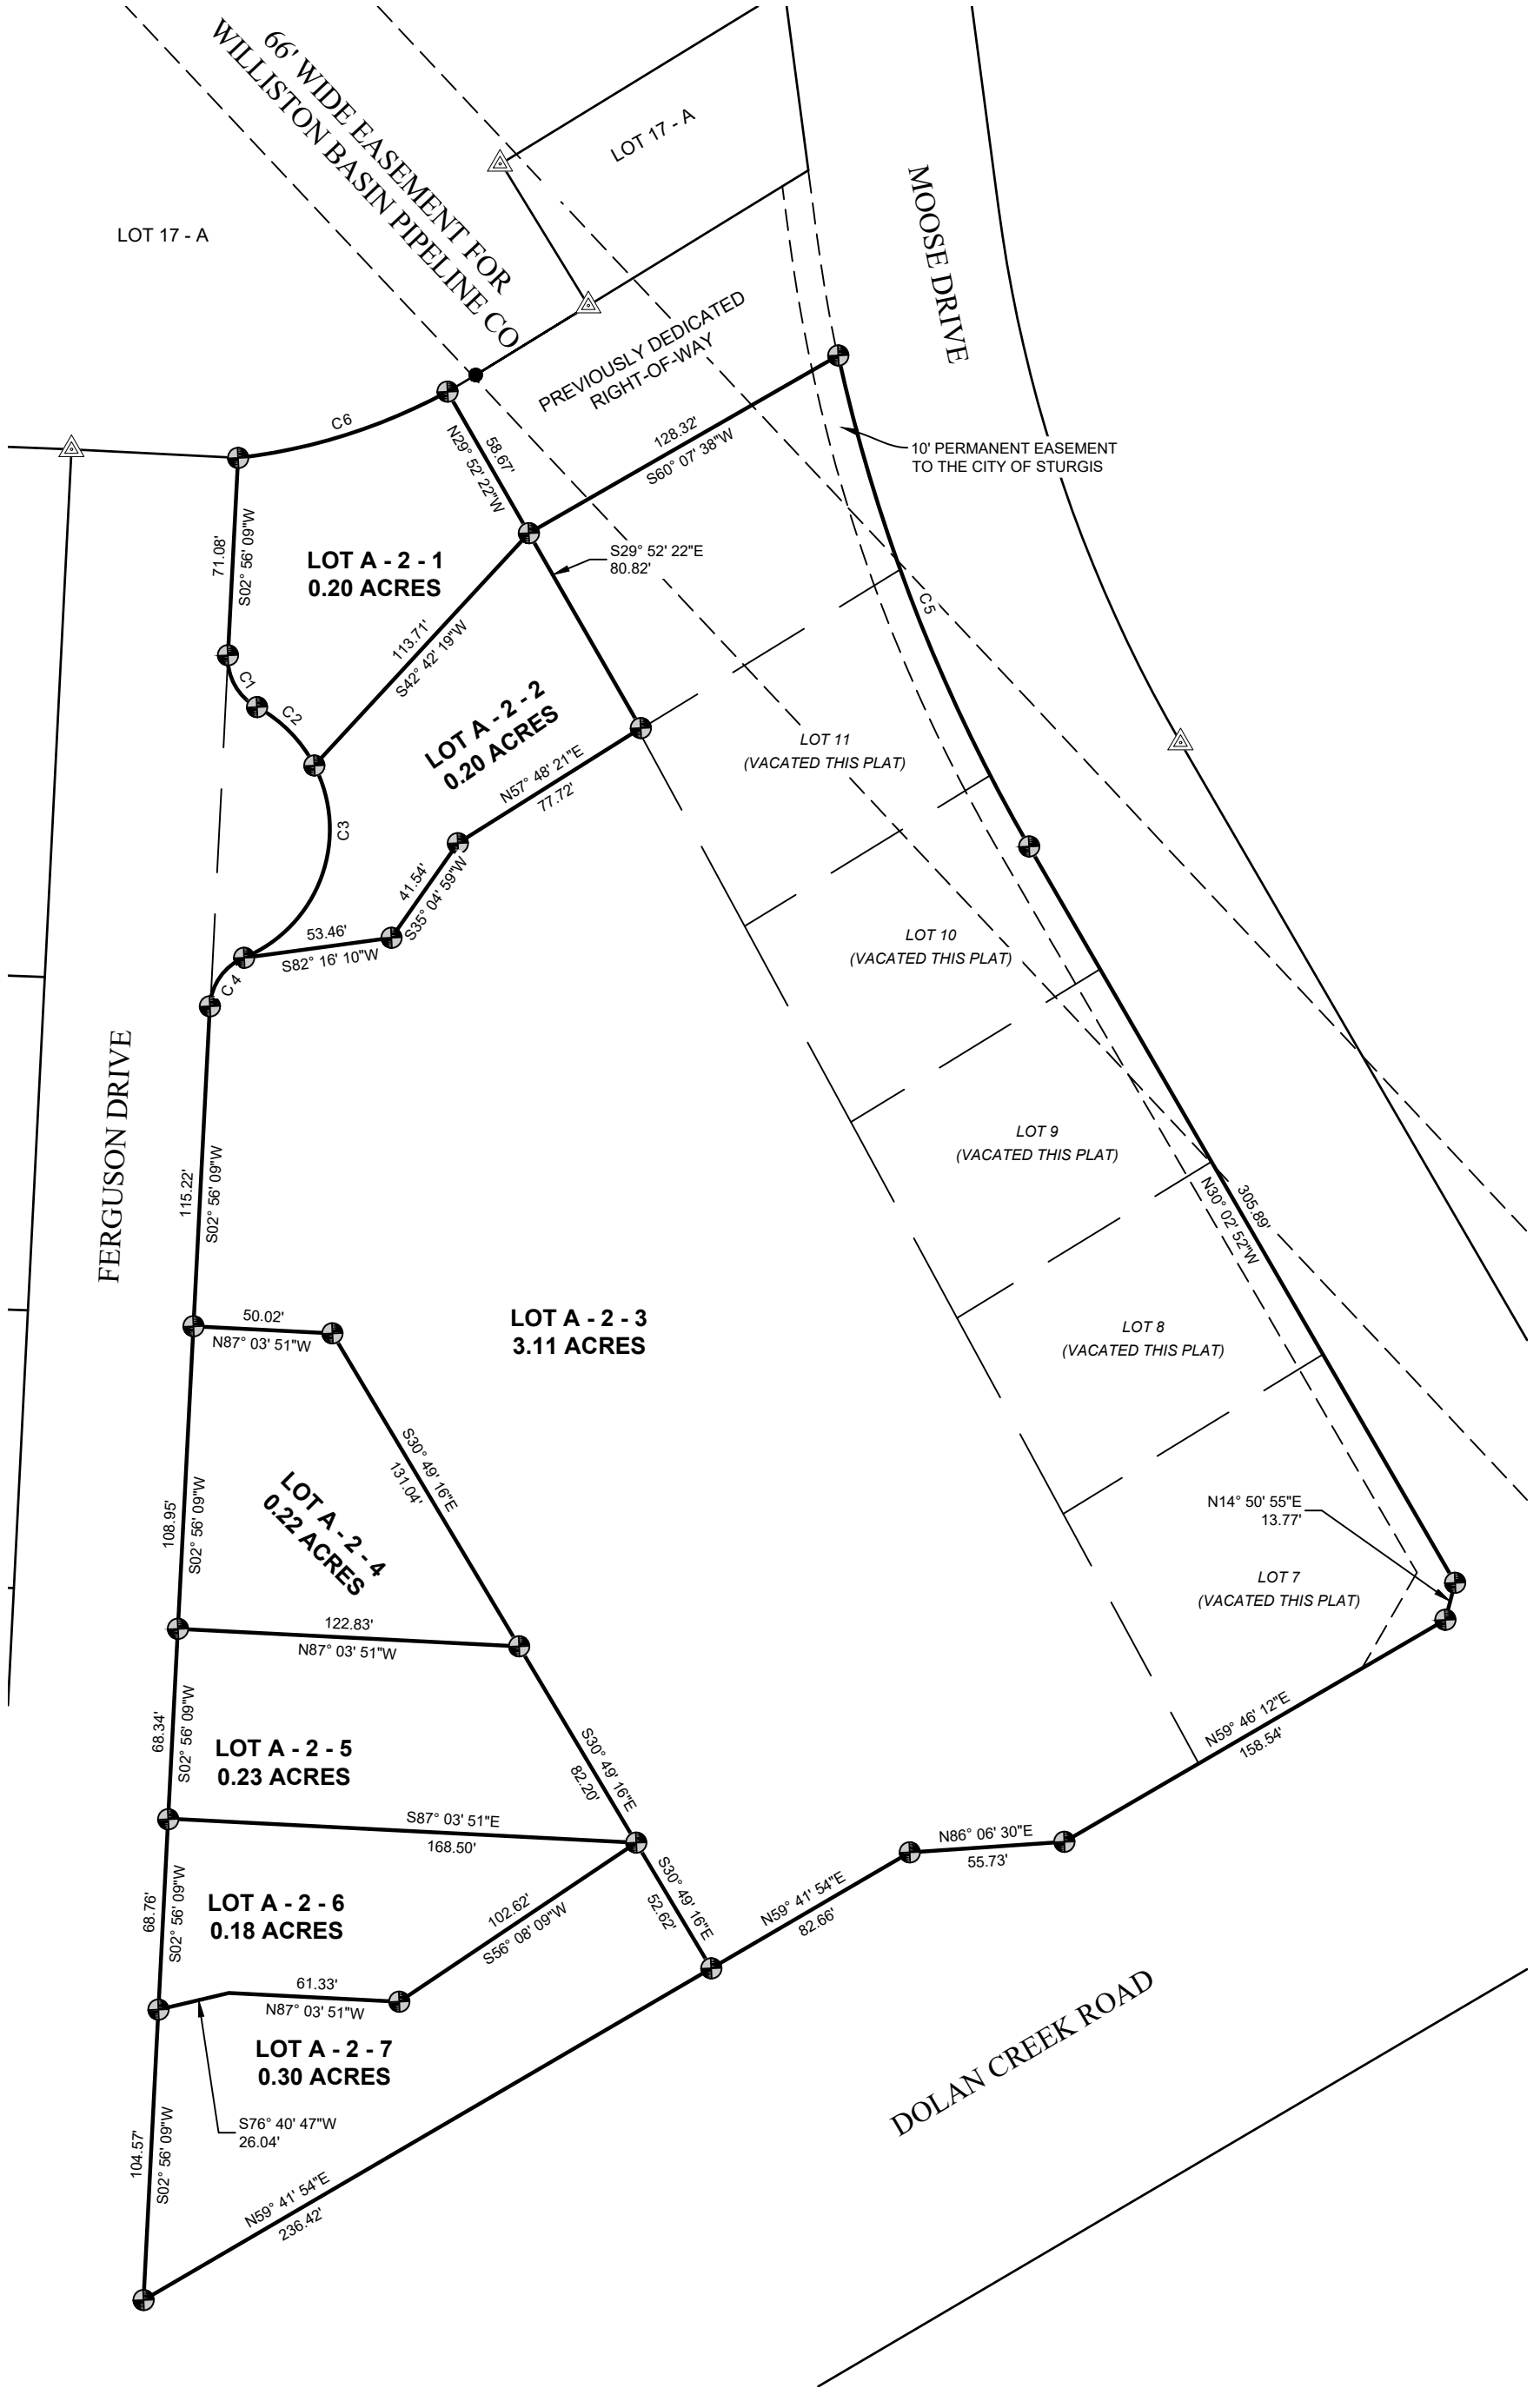 66' WIDE EASEMENT FOR
WILLISTON BASIN PIPELINE CO
LOT 17 - A
LOT 17 - A
MOOSE DRIVE
PREVIOUSLY DEDICATED
RIGHT-OF-WAY
C6
58.67'
N29° 52' 22"W
128.32'
S60° 07' 38"W
10' PERMANENT EASEMENT
TO THE CITY OF STURGIS
71.08'
S02° 56' 09"W
LOT A - 2 - 1
0.20 ACRES
S29° 52' 22"E
80.82'
C5
113.71'
S42° 42' 19"W
C1
C2
LOT A - 2 - 2
0.20 ACRES
N57° 48' 21"E
77.72'
LOT 11
(VACATED THIS PLAT)
C3
41.54'
S35° 04' 59"W
53.46'
S82° 16' 10"W
C 4
LOT 10
(VACATED THIS PLAT)
FERGUSON DRIVE
115.22'
S02° 56' 09"W
LOT 9
(VACATED THIS PLAT)
305.89'
N30° 02' 52"W
50.02'
N87° 03' 51"W
LOT A - 2 - 3
3.11 ACRES
LOT 8
(VACATED THIS PLAT)
S30° 49' 16"E
131.04'
108.95'
S02° 56' 09"W
LOT A - 2 - 4
0.22 ACRES
N14° 50' 55"E
13.77'
LOT 7
(VACATED THIS PLAT)
122.83'
N87° 03' 51"W
68.34'
S02° 56' 09"W
LOT A - 2 - 5
0.23 ACRES
S30° 49' 16"E
82.20'
N59° 46' 12"E
158.54'
S87° 03' 51"E
168.50'
N86° 06' 30"E
55.73'
68.76'
S02° 56' 09"W
LOT A - 2 - 6
0.18 ACRES
102.62'
S56° 08' 09"W
S30° 49' 16"E
52.62'
N59° 41' 54"E
82.66'
61.33'
N87° 03' 51"W
LOT A - 2 - 7
0.30 ACRES
S76° 40' 47"W
26.04'
DOLAN CREEK ROAD
104.57'
S02° 56' 09"W
N59° 41' 54"E
236.42'